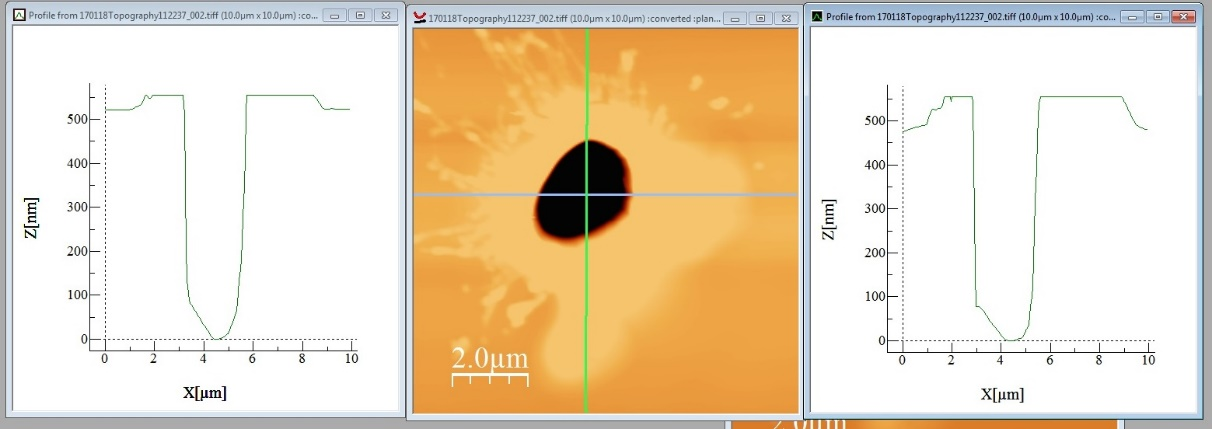 Profile from 170118Topography112237_002.tiff (10.0μm x 10.0μm) :co...
500
400
300
200
100
0
Z[nm]
0 2 4 6 8 10
X[μm]
170118Topography112237_002.tiff (10.0μm x 10.0μm) :converted :plan...
2.0μm
Profile from 170118Topography112237_002.tiff (10.0μm x 10.0μm) :co...
500
400
300
200
100
0
Z[nm]
0 2 4 6 8 10
X[μm]
2.0μm